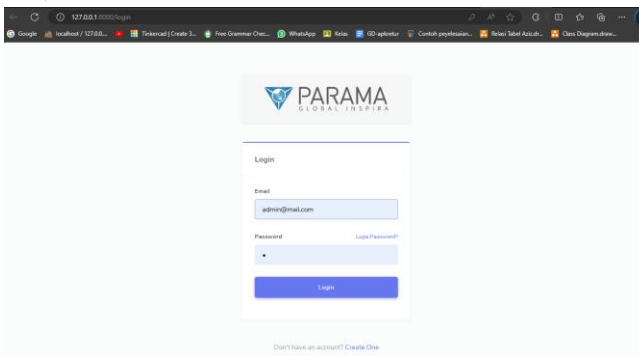 127.0.0.1:8000/login
Google
localhost / 127.0.0...
Tinkercad | Create 3...
Free Grammar Chec...
WhatsApp
Kelas
GD-apkretur
Contoh peyelesaian...
Relasi Tabel Aziz.dr...
Class Diagram.draw...
PARAMA
GLOBAL INSPIRA
Login
Email
admin@mail.com
Password Lupa Password?
Login
Don't have an account? Create One